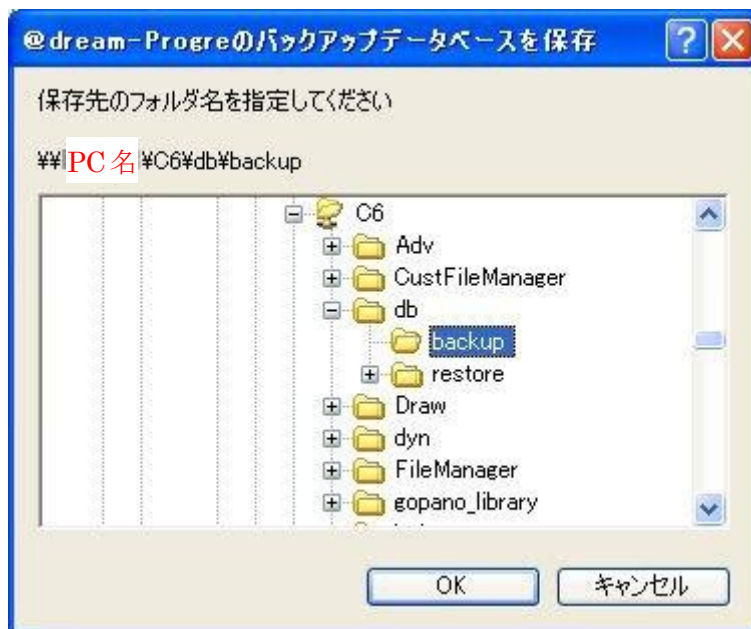 @dream-Progreのバックアップデータベースを保存
保存先のフォルダ名を指定してください
¥¥PC名¥C6¥db¥backup
C6
Adv
CustFileManager
db
backup
restore
Draw
dyn
FileManager
gopano_library
OK
キャンセル